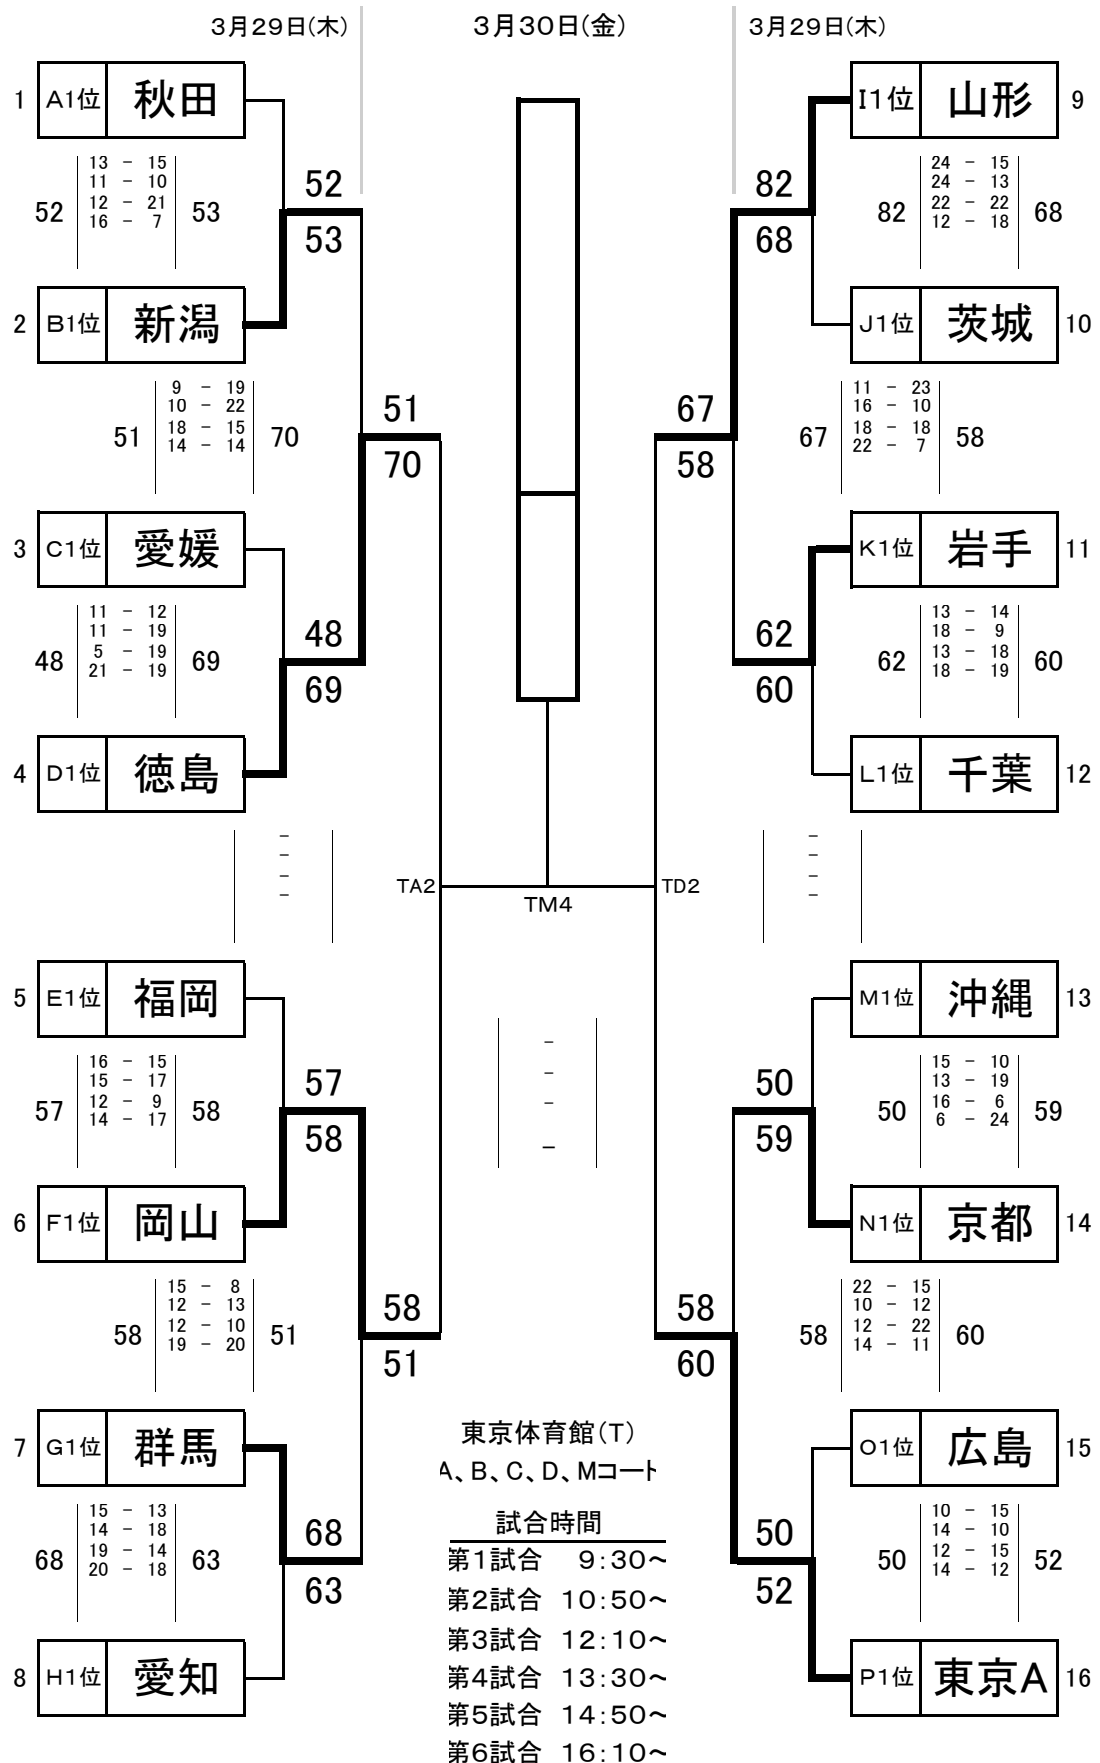 3月29日(木)
3月30日(金)
3月29日(木)
1 A1位 秋田
13 - 15
11 - 10
12 - 21
16 - 7
52 53
52
53
2 B1位 新潟
9 - 19
10 - 22
18 - 15
14 - 14
51 70
51
70
3 C1位 愛媛
11 - 12
11 - 19
5 - 19
21 - 19
48 69
48
69
4 D1位 徳島
-
-
-
-
TA2
5 E1位 福岡
16 - 15
15 - 17
12 - 9
14 - 17
57 58
57
58
6 F1位 岡山
15 - 8
12 - 13
12 - 10
19 - 20
58 51
58
51
7 G1位 群馬
15 - 13
14 - 18
19 - 14
20 - 18
68 63
68
63
8 H1位 愛知
TM4
-
-
-
-
I1位 山形 9
24 - 15
24 - 13
22 - 22
12 - 18
82 68
82
68
J1位 茨城 10
11 - 23
16 - 10
18 - 18
22 - 7
67 58
67
58
K1位 岩手 11
13 - 14
18 - 9
13 - 18
18 - 19
62 60
62
60
L1位 千葉 12
-
-
-
-
TD2
M1位 沖縄 13
15 - 10
13 - 19
16 - 6
6 - 24
50 59
50
59
N1位 京都 14
22 - 15
10 - 12
12 - 22
14 - 11
58 60
58
60
O1位 広島 15
10 - 15
14 - 10
12 - 15
14 - 12
50 52
50
52
P1位 東京A 16
東京体育館(T)
A、B、C、D、Mコート
試合時間
第1試合 9:30~
第2試合 10:50~
第3試合 12:10~
第4試合 13:30~
第5試合 14:50~
第6試合 16:10~